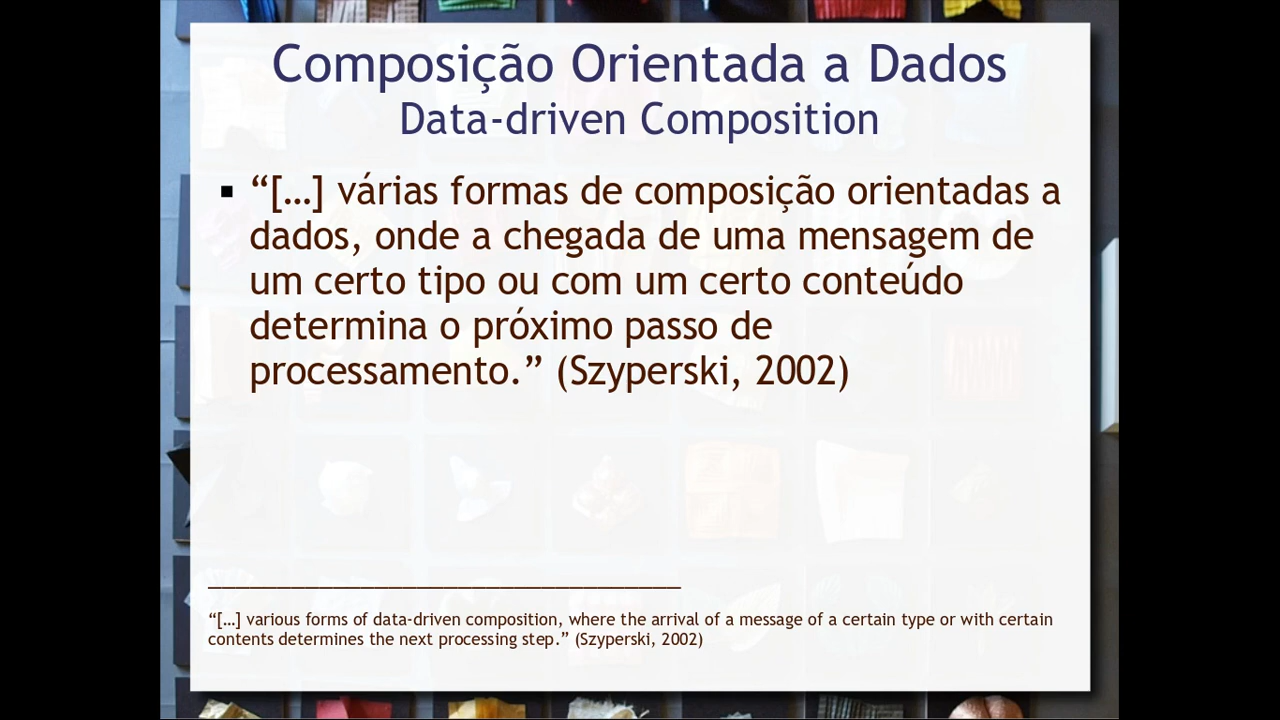 Composição Orientada a Dados
Data-driven Composition
▪ “[…] várias formas de composição orientadas a
dados, onde a chegada de uma mensagem de
um certo tipo ou com um certo conteúdo
determina o próximo passo de
processamento.” (Szyperski, 2002)
“[…] various forms of data-driven composition, where the arrival of a message of a certain type or with certain
contents determines the next processing step.” (Szyperski, 2002)